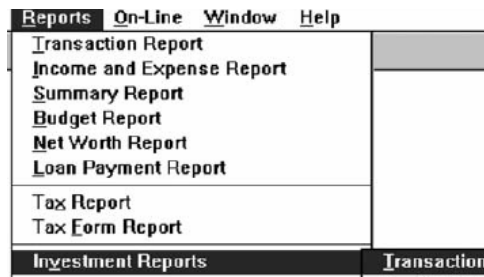 Reports On-Line Window Help
Transaction Report
Income and Expense Report
Summary Report
Budget Report
Net Worth Report
Loan Payment Report
Tax Report
Tax Form Report
Investment Reports Transaction